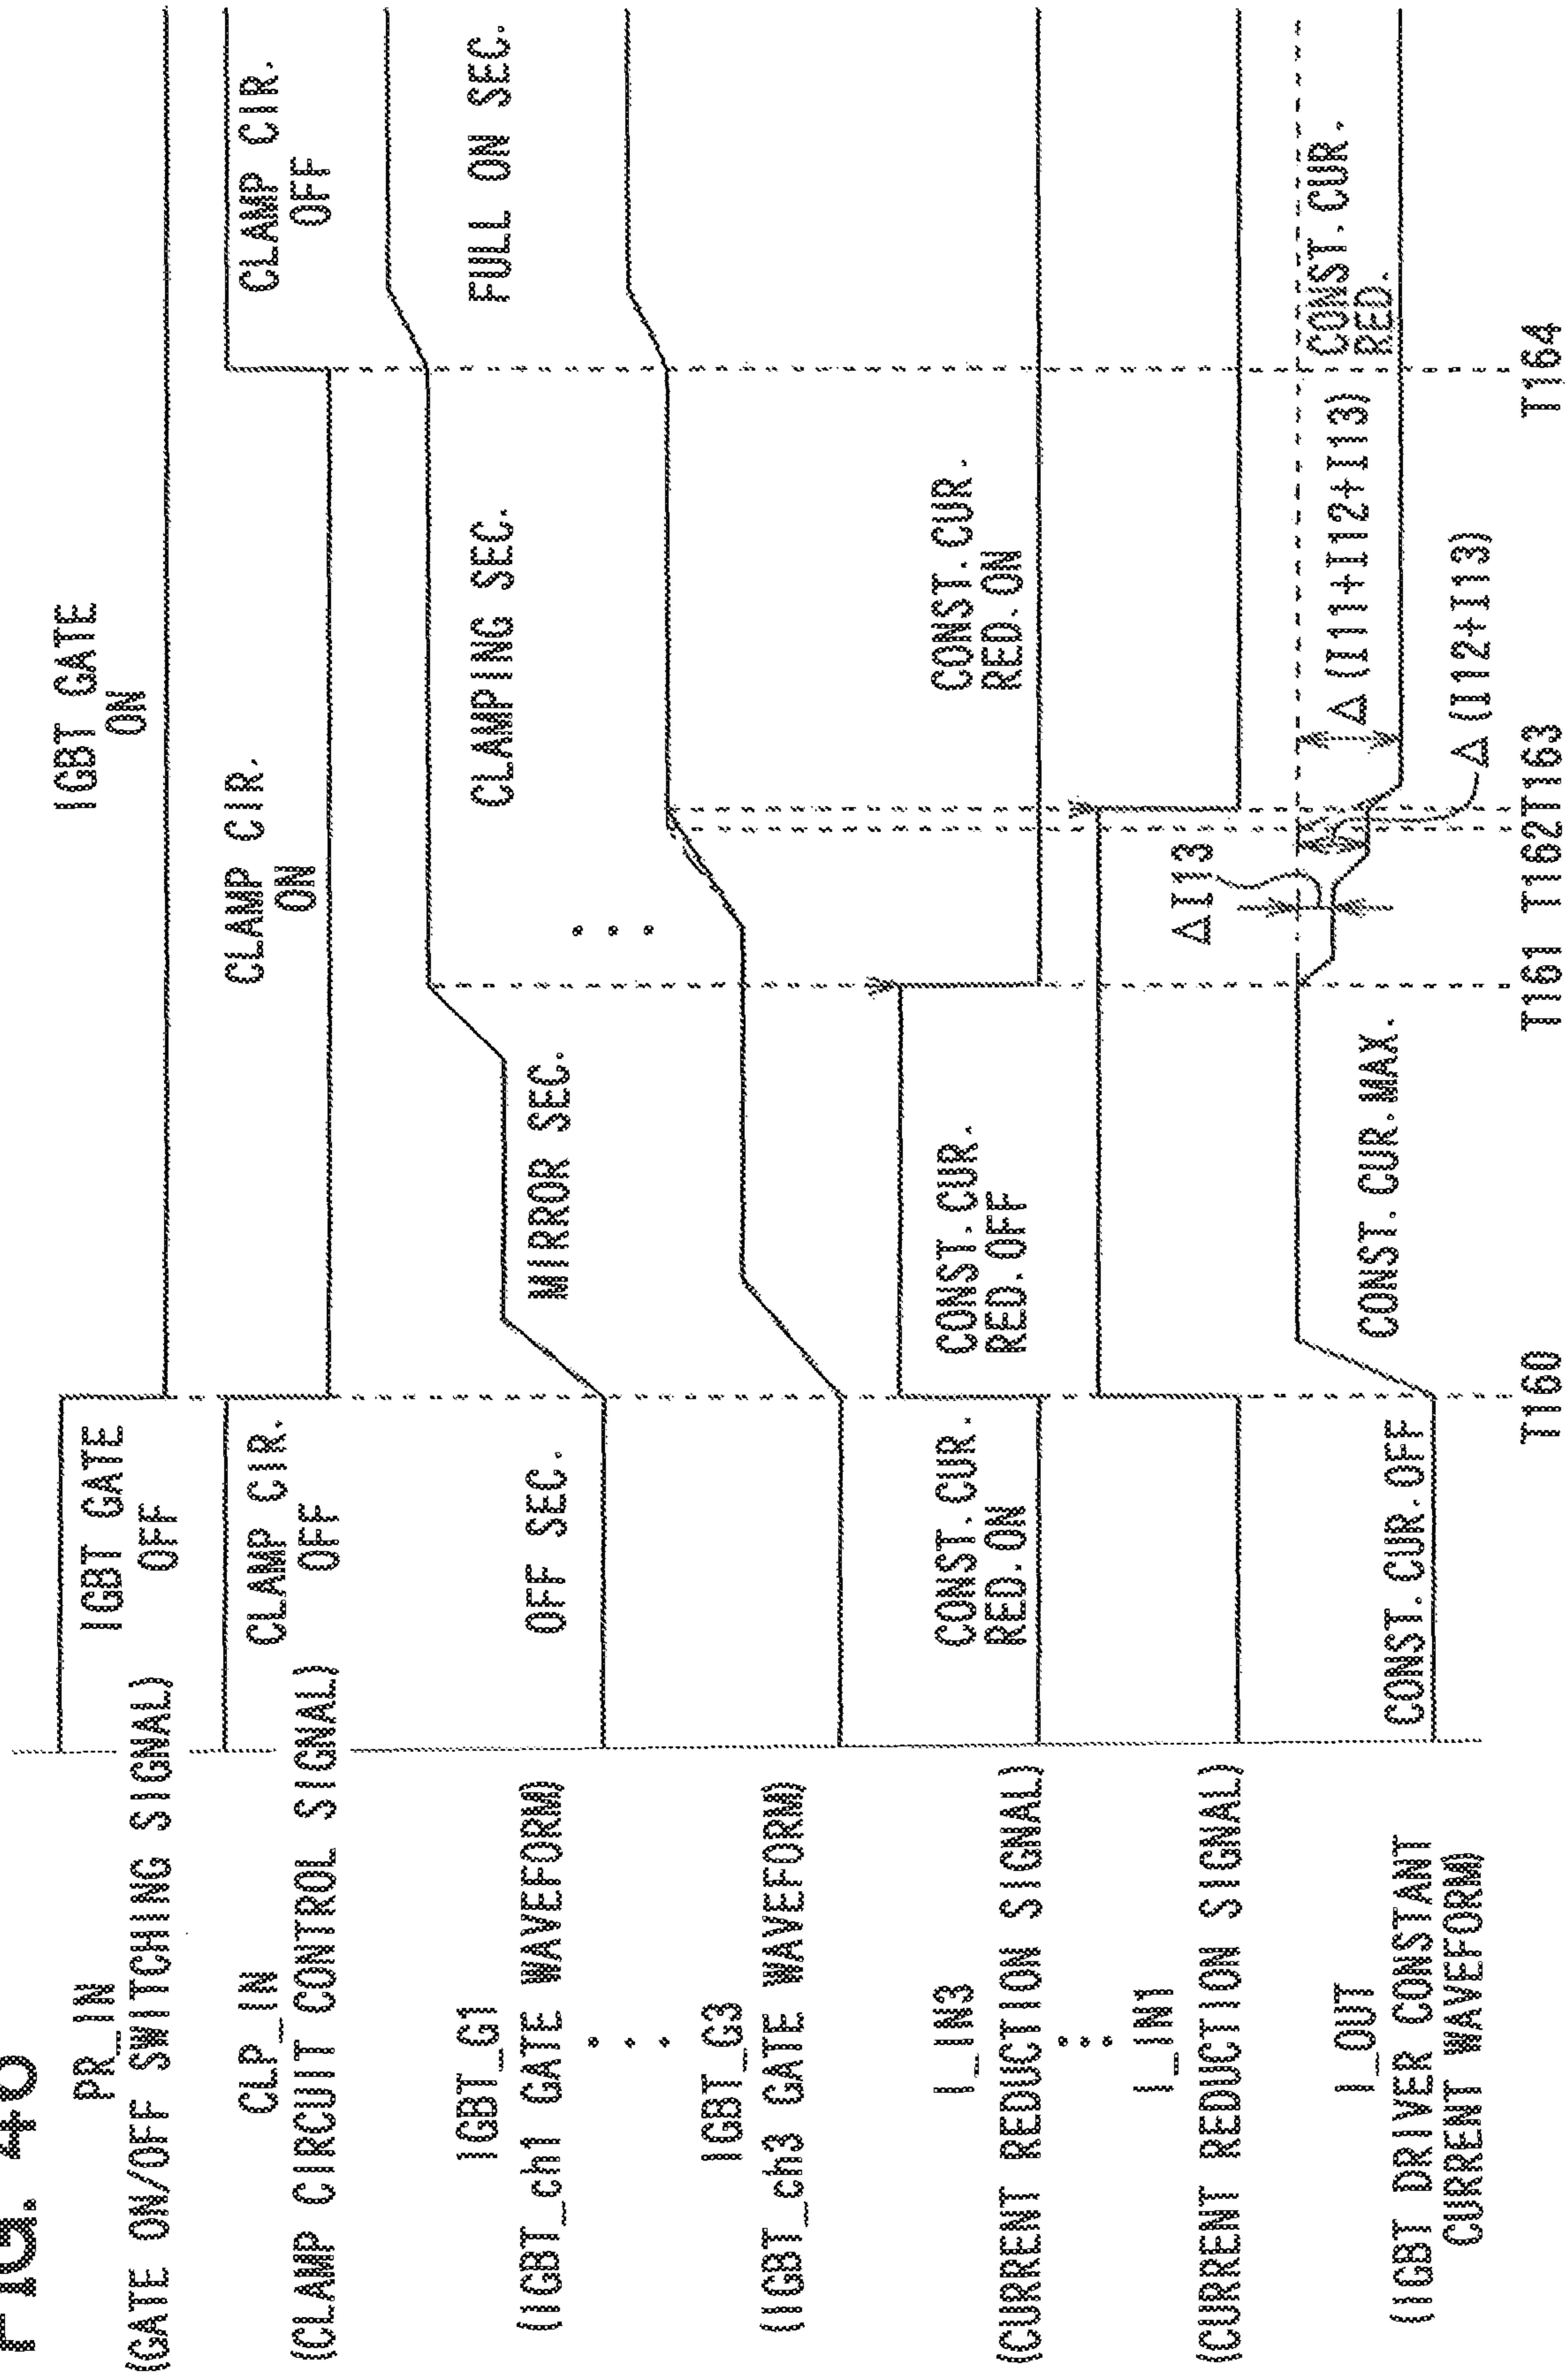 FIG. 40
PR_IN
(GATE ON/OFF SWITCHING SIGNAL)
IGBT GATE
OFF
IGBT GATE
ON
CLP_IN
(CLAMP CIRCUIT CONTROL SIGNAL)
CLAMP CIR.
OFF
CLAMP CIR.
ON
CLAMP CIR.
OFF
IGBT_G1
(IGBT_ch1 GATE WAVEFORM)
OFF SEC.
MIRROR SEC.
CLAMPING SEC.
FULL ON SEC.
IGBT_G3
(IGBT_ch3 GATE WAVEFORM)
I_IN3
(CURRENT REDUCTION SIGNAL)
CONST.CUR.
RED.ON
CONST.CUR.
RED.OFF
CONST.CUR.
RED.ON
I_IN1
(CURRENT REDUCTION SIGNAL)
I_OUT
(IGBT DRIVER CONSTANT
CURRENT WAVEFORM)
CONST.CUR.OFF
CONST.CUR.MAX.
ΔI13
Δ(I11+I12+I13)
Δ(I12+I13)
CONST.CUR.
RED.
T160
T161
T162
T163
T164